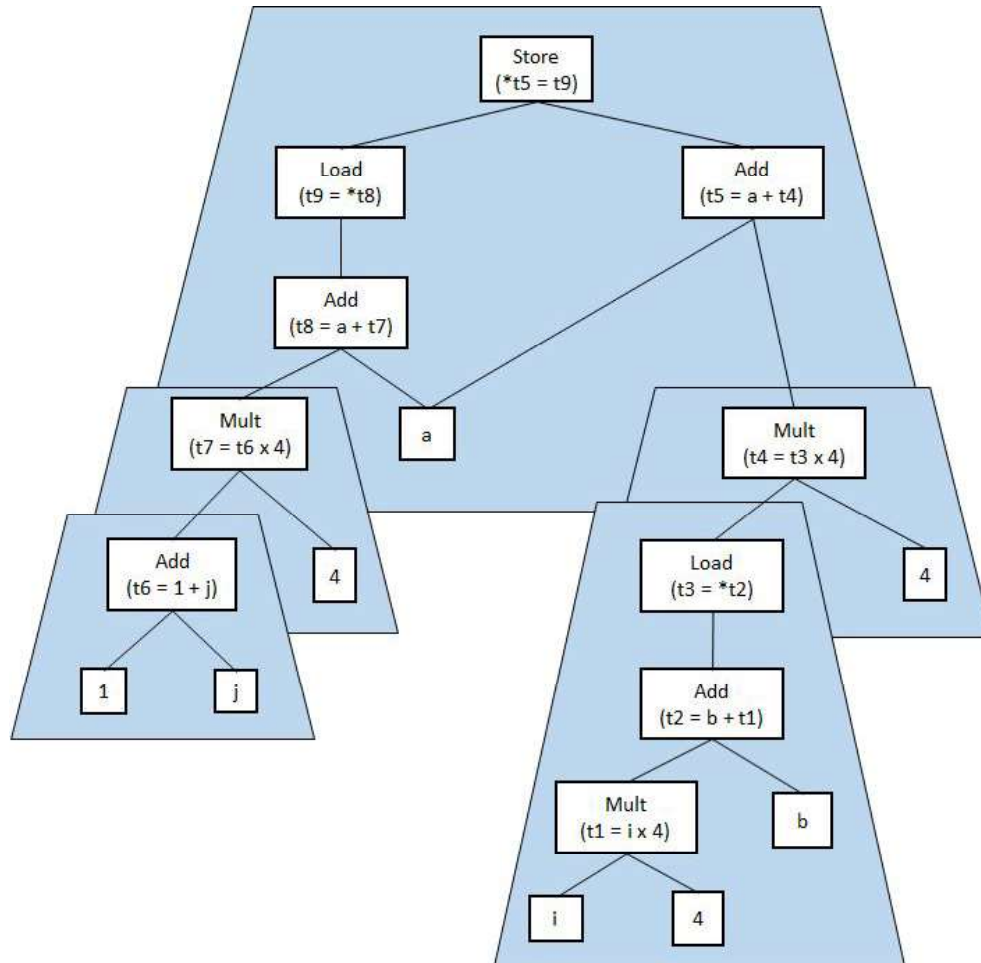 Store
(*t5 = t9)
Load
(t9 = *t8)
Add
(t5 = a + t4)
Add
(t8 = a + t7)
Mult
(t7 = t6 x 4)
a
Mult
(t4 = t3 x 4)
Add
(t6 = 1 + j)
4
Load
(t3 = *t2)
4
1
j
Add
(t2 = b + t1)
Mult
(t1 = i x 4)
b
i
4